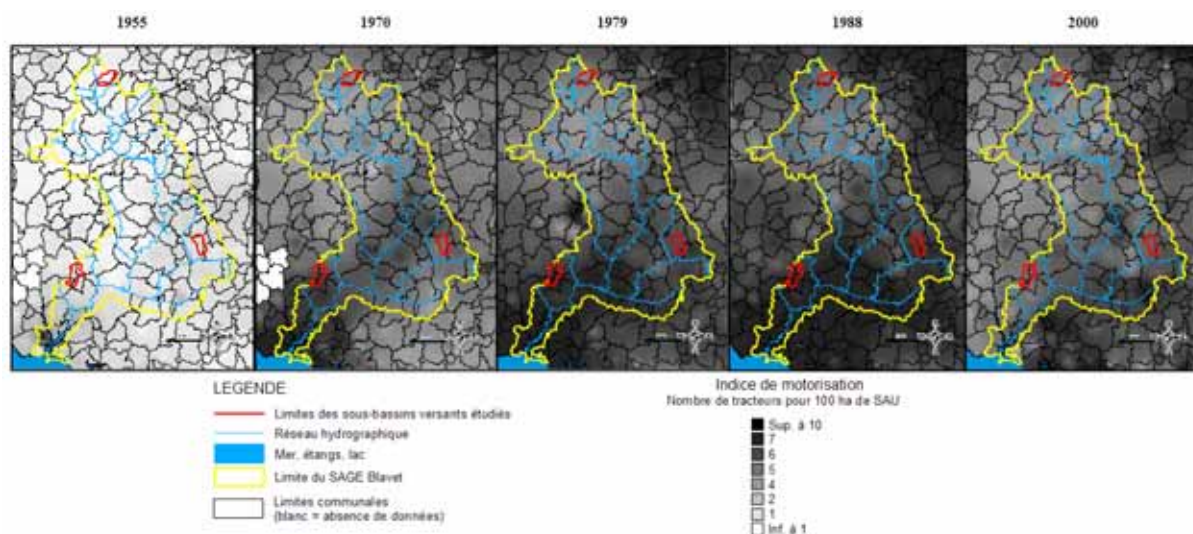 1955 1970 1979 1988 2000
LEGENDE
Limites des sous-bassins versants étudiés
Réseau hydrographique
Mer, étangs, lac
Limite du SAGE Blavet
Limites communales
(blanc = absence de données)
Indice de motorisation
Nombre de tracteurs pour 100 ha de SAU
Sup. à 10
7
6
5
4
2
1
Inf. à 1